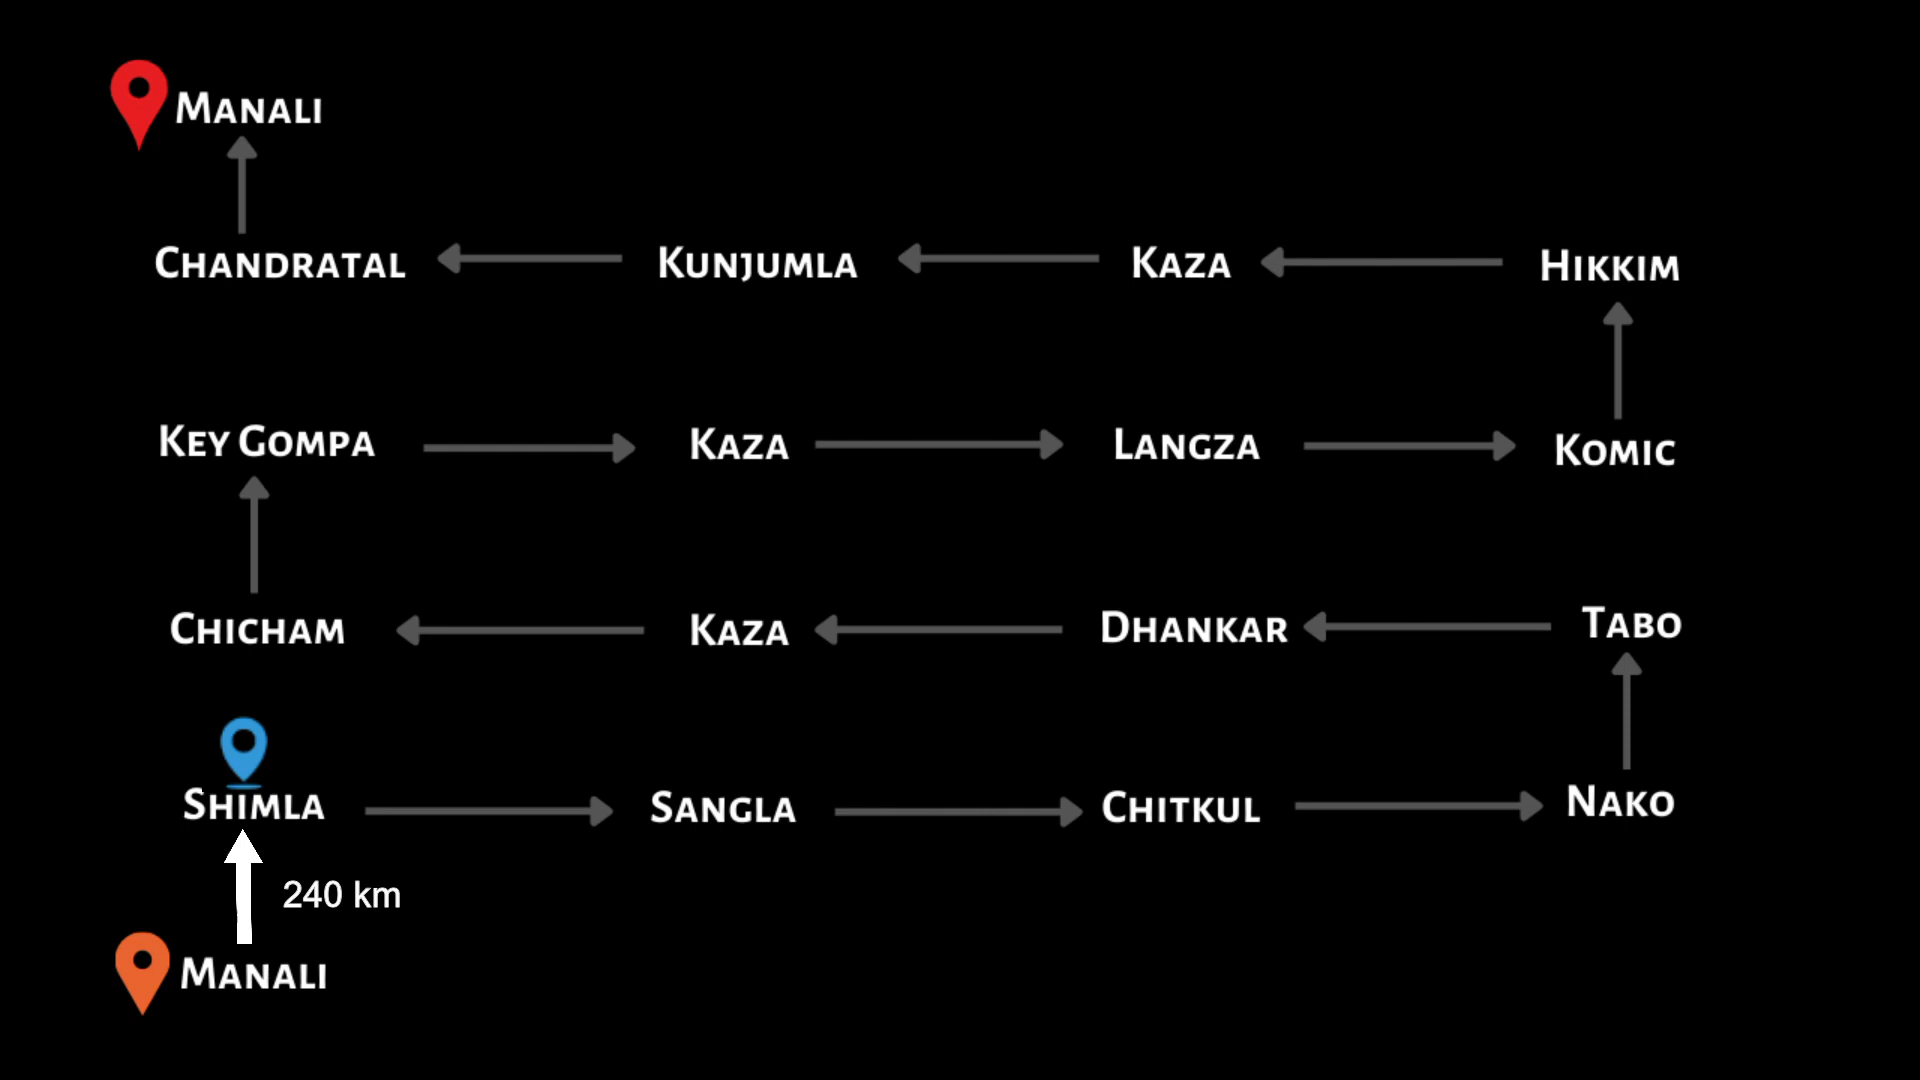 Manali
Chandratal
Kunjumla
Kaza
Hikkim
Key Gompa
Kaza
Langza
Komic
Chicham
Kaza
Dhankar
Tabo
Shimla
Sangla
Chitkul
Nako
240 km
Manali